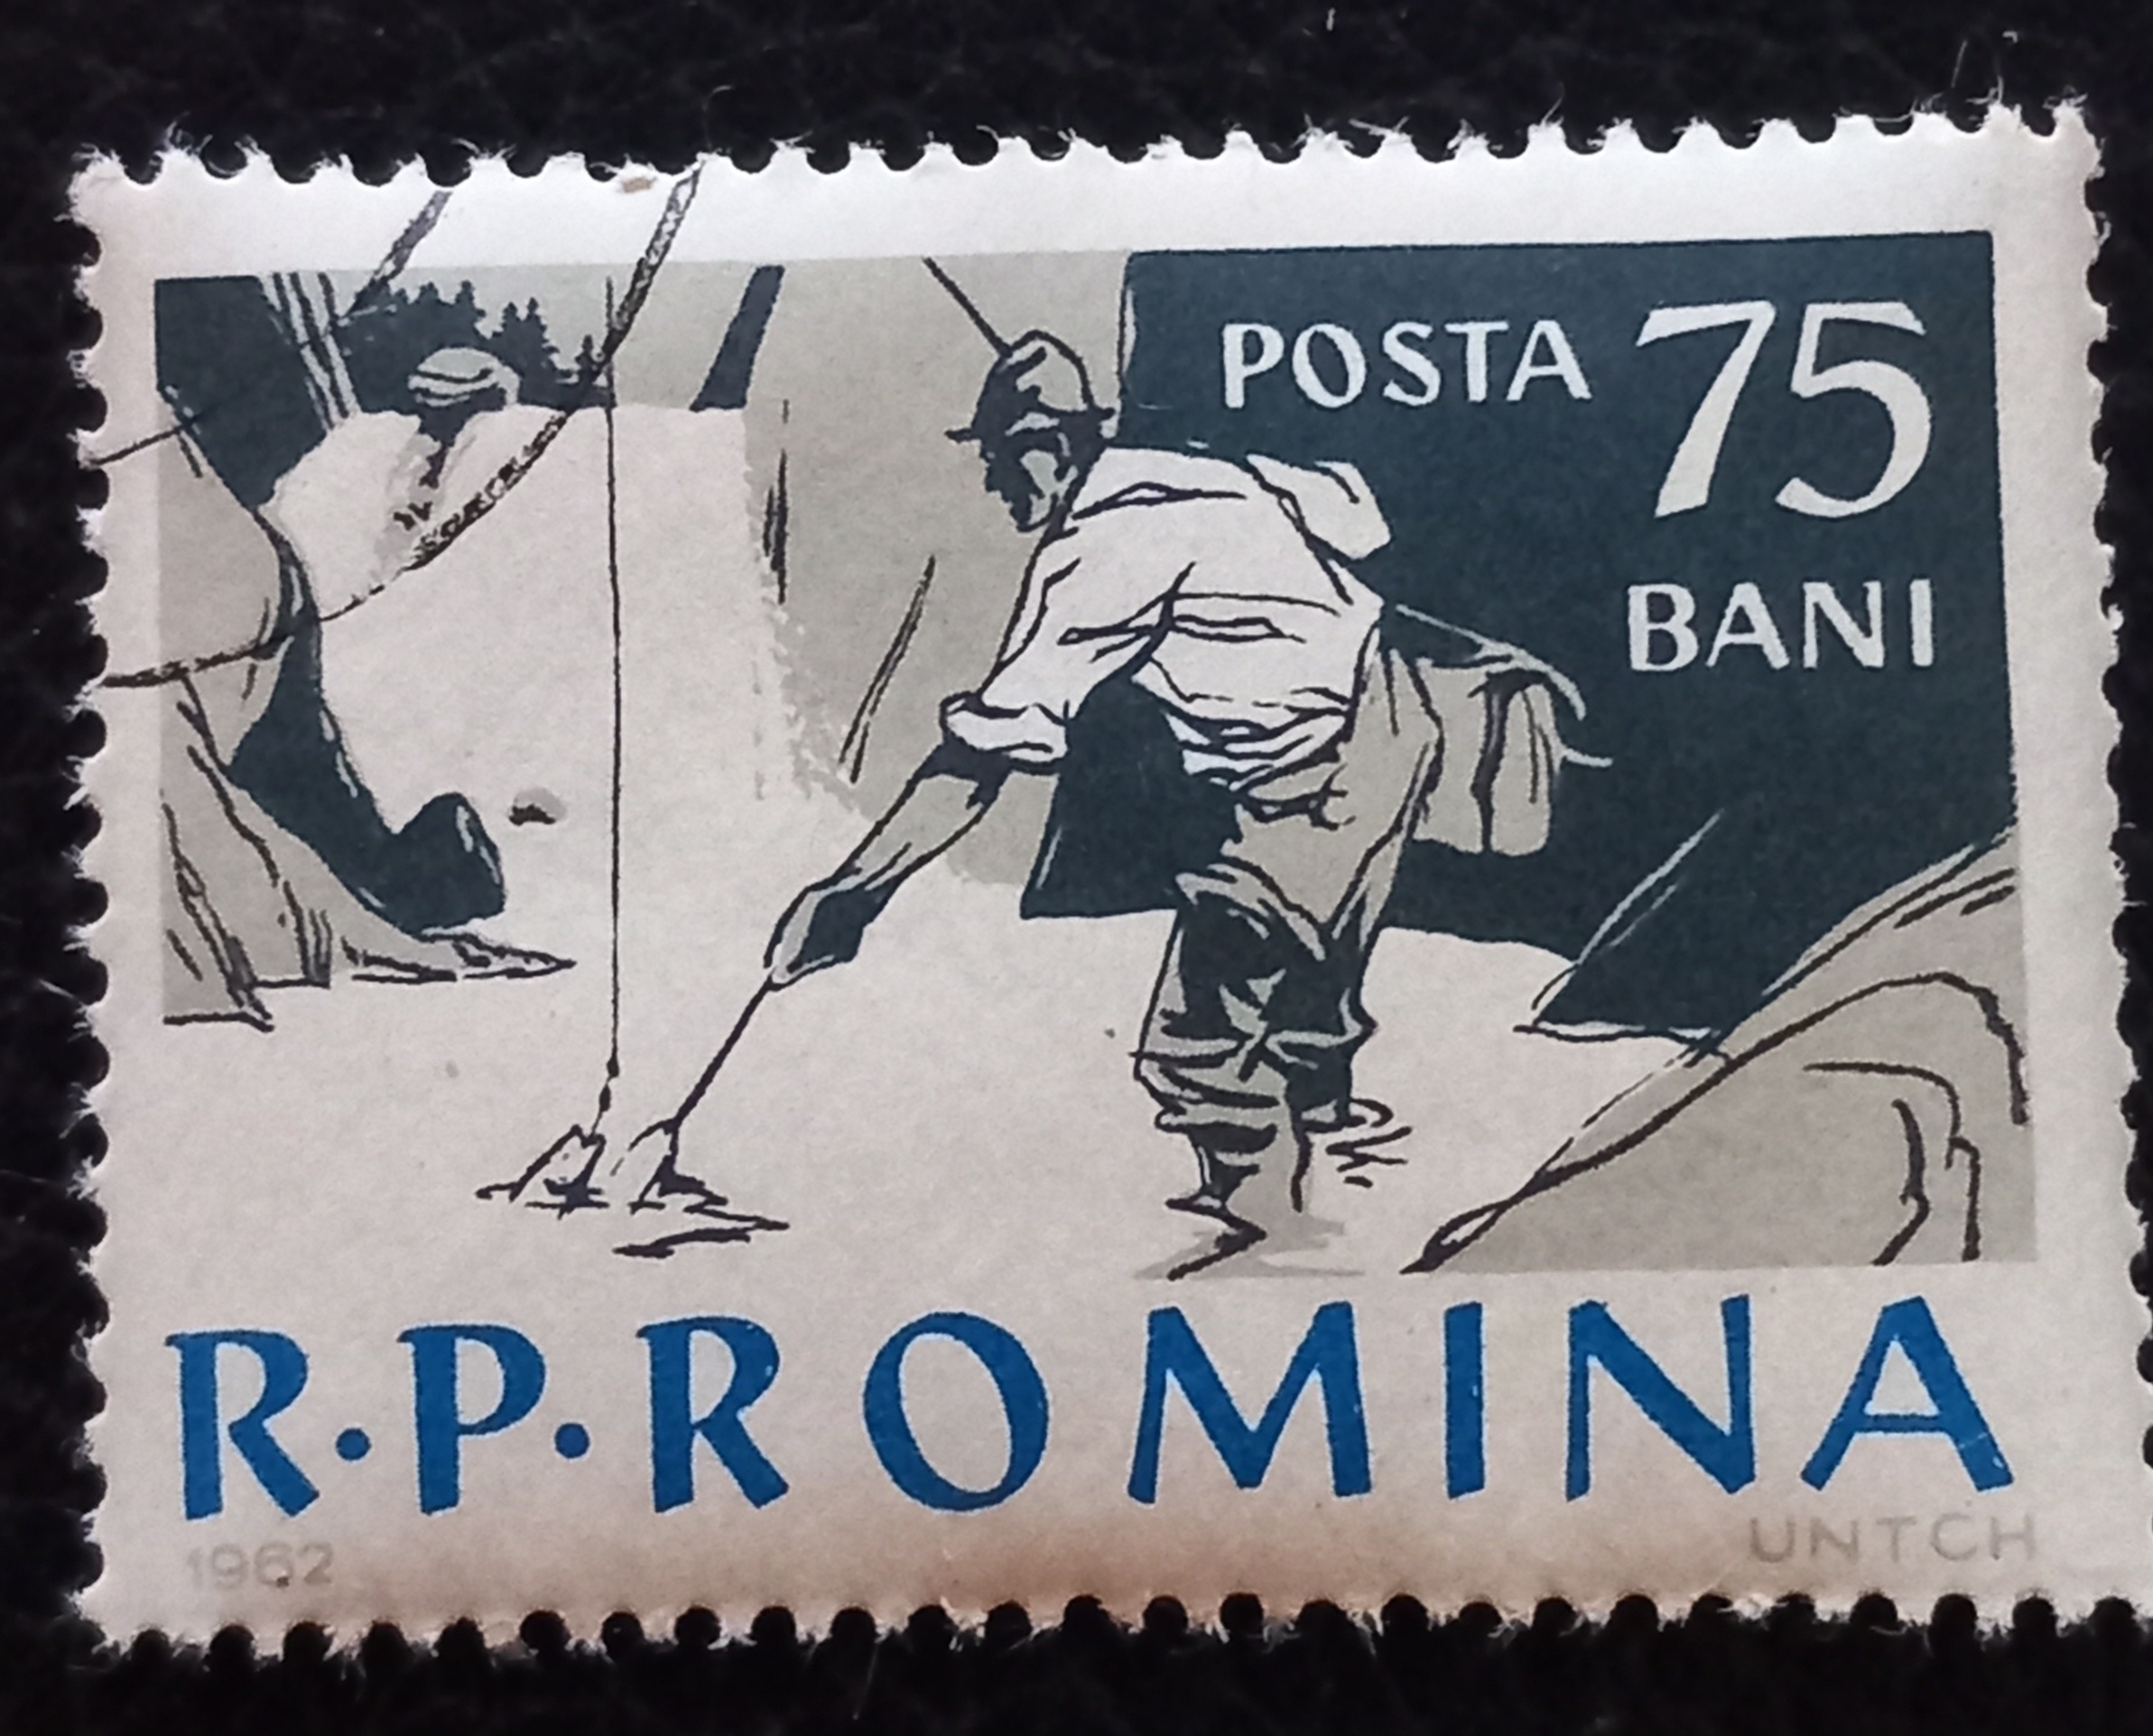 POSTA 75
BANI
R·P·ROMINA
1962 UNTCH